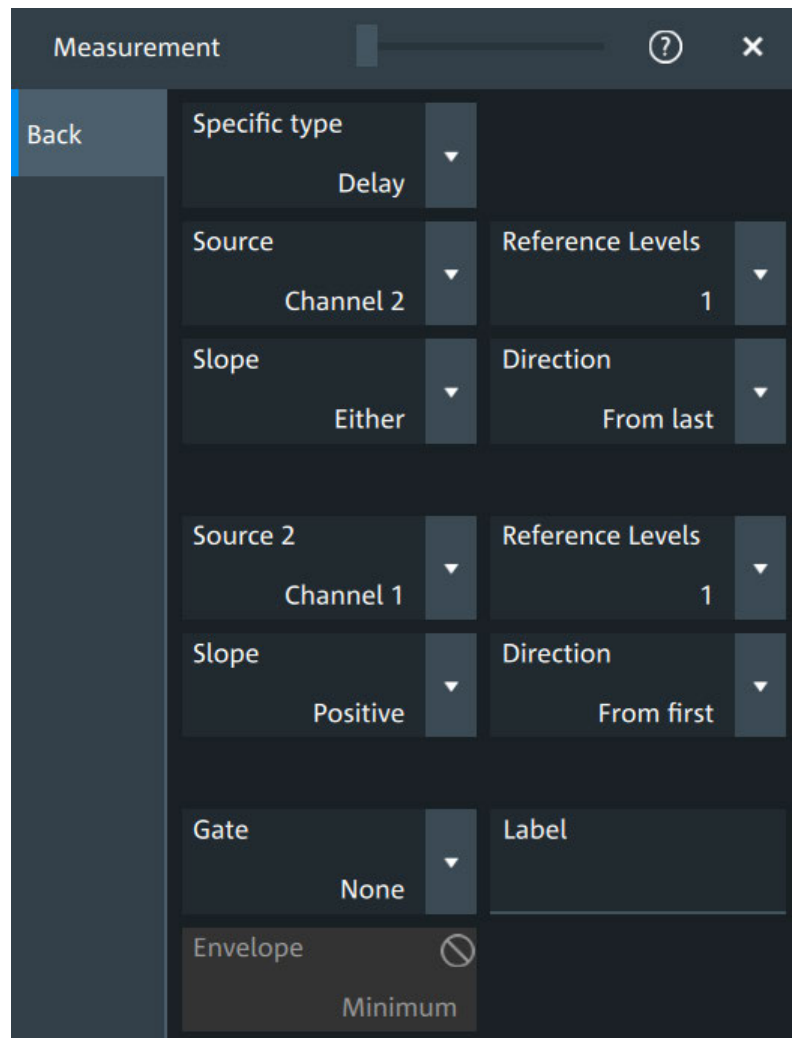 Measurement
Back
Specific type
Delay
Source
Channel 2
Reference Levels
1
Slope
Either
Direction
From last
Source 2
Channel 1
Reference Levels
1
Slope
Positive
Direction
From first
Gate
None
Label
Envelope
Minimum